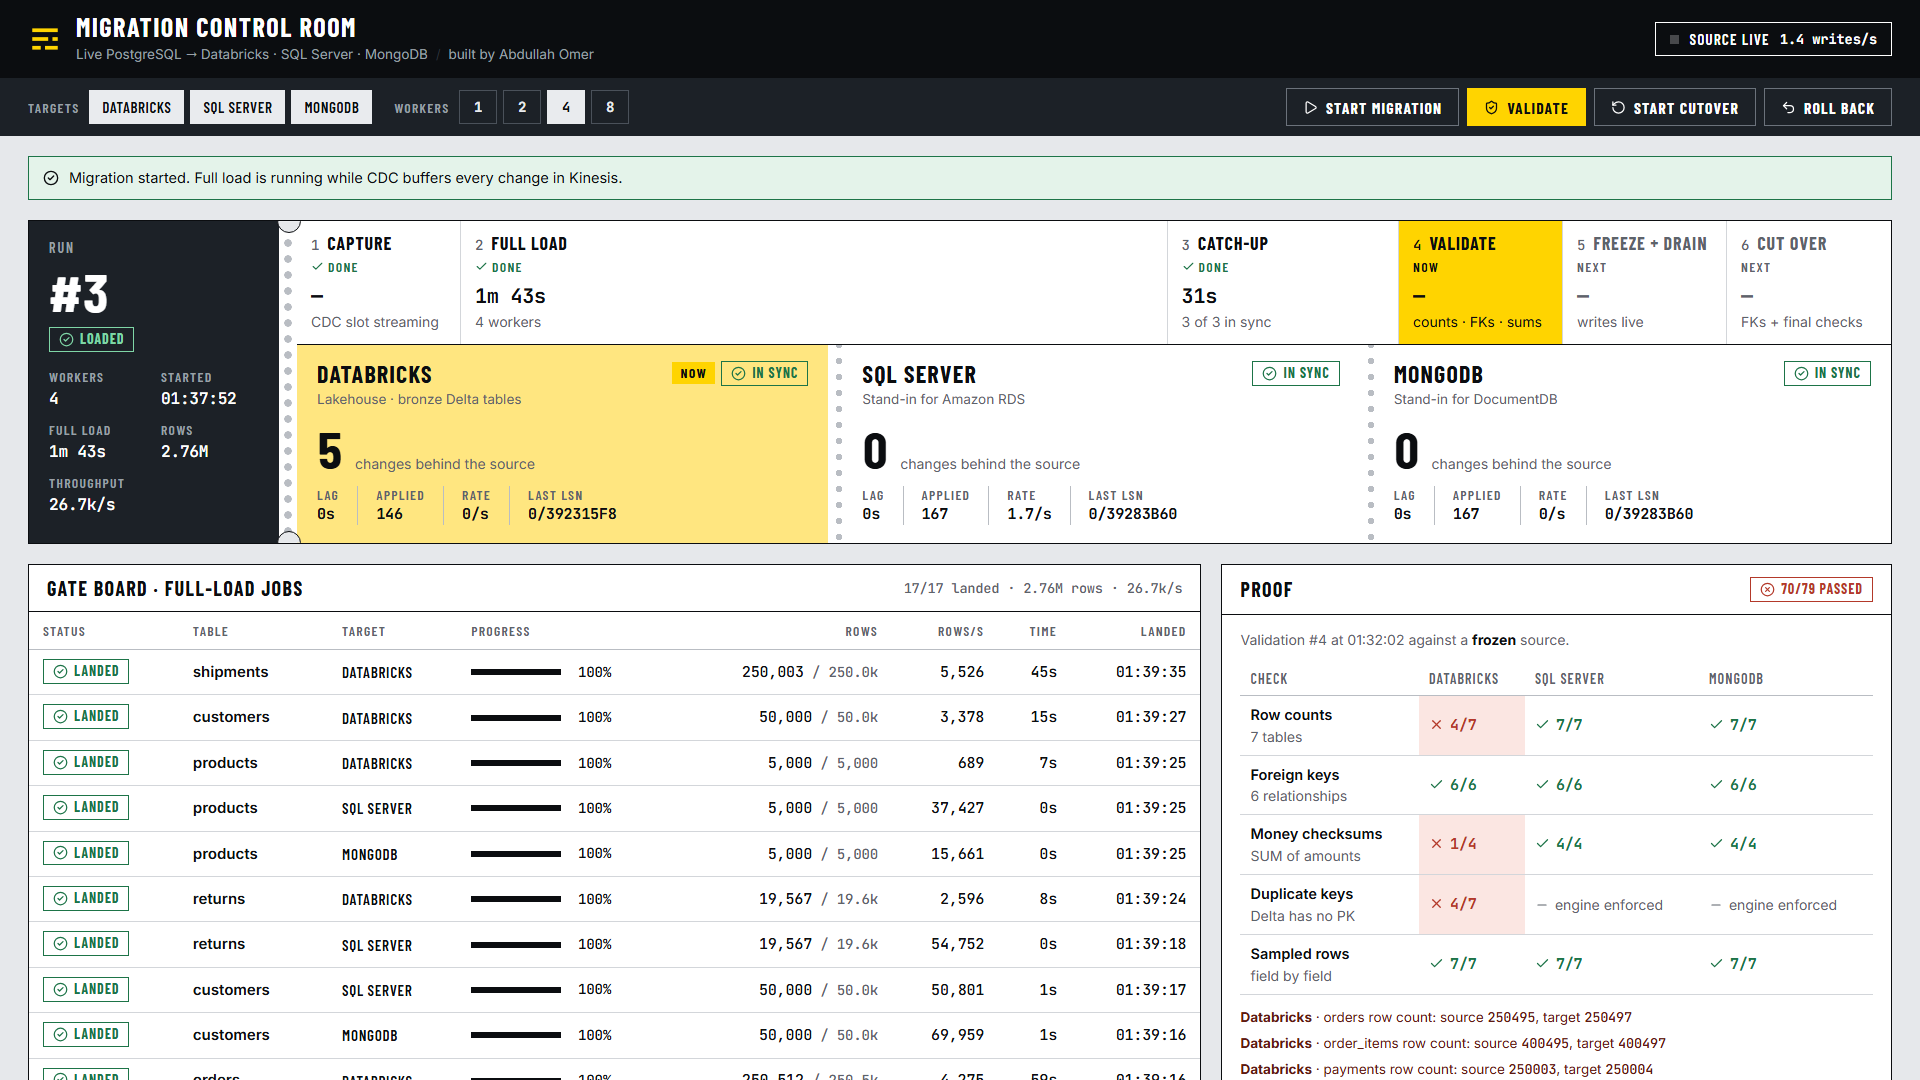 MIGRATION CONTROL ROOM
Live PostgreSQL → Databricks · SQL Server · MongoDB / built by Abdullah Omer
SOURCE LIVE 1.4 writes/s
TARGETS DATABRICKS SQL SERVER MONGODB WORKERS 1 2 4 8
START MIGRATION VALIDATE START CUTOVER ROLL BACK
Migration started. Full load is running while CDC buffers every change in Kinesis.
RUN
#3
LOADED
WORKERS STARTED
4 01:37:52
FULL LOAD ROWS
1m 43s 2.76M
THROUGHPUT
26.7k/s
1 CAPTURE
DONE
–
CDC slot streaming
2 FULL LOAD
DONE
1m 43s
4 workers
3 CATCH-UP
DONE
31s
3 of 3 in sync
4 VALIDATE
NOW
–
counts · FKs · sums
5 FREEZE + DRAIN
NEXT
–
writes live
6 CUT OVER
NEXT
–
FKs + final checks
DATABRICKS NOW IN SYNC
Lakehouse · bronze Delta tables
5 changes behind the source
LAG APPLIED RATE LAST LSN
0s 146 0/s 0/392315F8
SQL SERVER IN SYNC
Stand-in for Amazon RDS
0 changes behind the source
LAG APPLIED RATE LAST LSN
0s 167 1.7/s 0/39283B60
MONGODB IN SYNC
Stand-in for DocumentDB
0 changes behind the source
LAG APPLIED RATE LAST LSN
0s 167 0/s 0/39283B60
GATE BOARD · FULL-LOAD JOBS 17/17 landed · 2.76M rows · 26.7k/s
STATUS TABLE TARGET PROGRESS ROWS ROWS/S TIME LANDED
LANDED shipments DATABRICKS 100% 250,003 / 250.0k 5,526 45s 01:39:35
LANDED customers DATABRICKS 100% 50,000 / 50.0k 3,378 15s 01:39:27
LANDED products DATABRICKS 100% 5,000 / 5,000 689 7s 01:39:25
LANDED products SQL SERVER 100% 5,000 / 5,000 37,427 0s 01:39:25
LANDED products MONGODB 100% 5,000 / 5,000 15,661 0s 01:39:25
LANDED returns DATABRICKS 100% 19,567 / 19.6k 2,596 8s 01:39:24
LANDED returns SQL SERVER 100% 19,567 / 19.6k 54,752 0s 01:39:18
LANDED customers SQL SERVER 100% 50,000 / 50.0k 50,801 1s 01:39:17
LANDED customers MONGODB 100% 50,000 / 50.0k 69,959 1s 01:39:16
LANDED orders DATABRICKS 100% 250,512 / 250.5k 4,275 59s 01:39:16
PROOF 70/79 PASSED
Validation #4 at 01:32:02 against a frozen source.
CHECK DATABRICKS SQL SERVER MONGODB
Row counts 4/7 7/7 7/7
7 tables
Foreign keys 6/6 6/6 6/6
6 relationships
Money checksums 1/4 4/4 4/4
SUM of amounts
Duplicate keys 4/7 – engine enforced – engine enforced
Delta has no PK
Sampled rows 7/7 7/7 7/7
field by field
Databricks · orders row count: source 250495, target 250497
Databricks · order_items row count: source 400495, target 400497
Databricks · payments row count: source 250003, target 250004